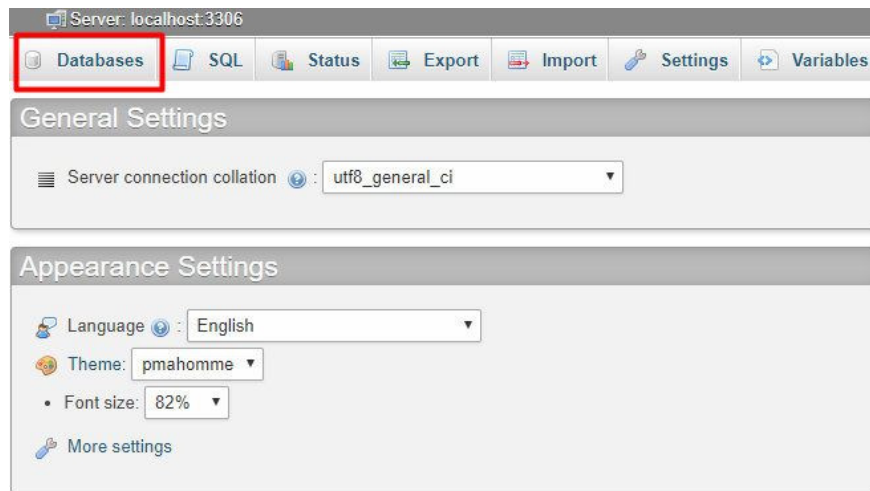 Server: localhost:3306
Databases SQL Status Export Import Settings Variables
General Settings
Server connection collation : utf8_general_ci
Appearance Settings
Language : English
Theme: pmahomme
• Font size: 82%
More settings